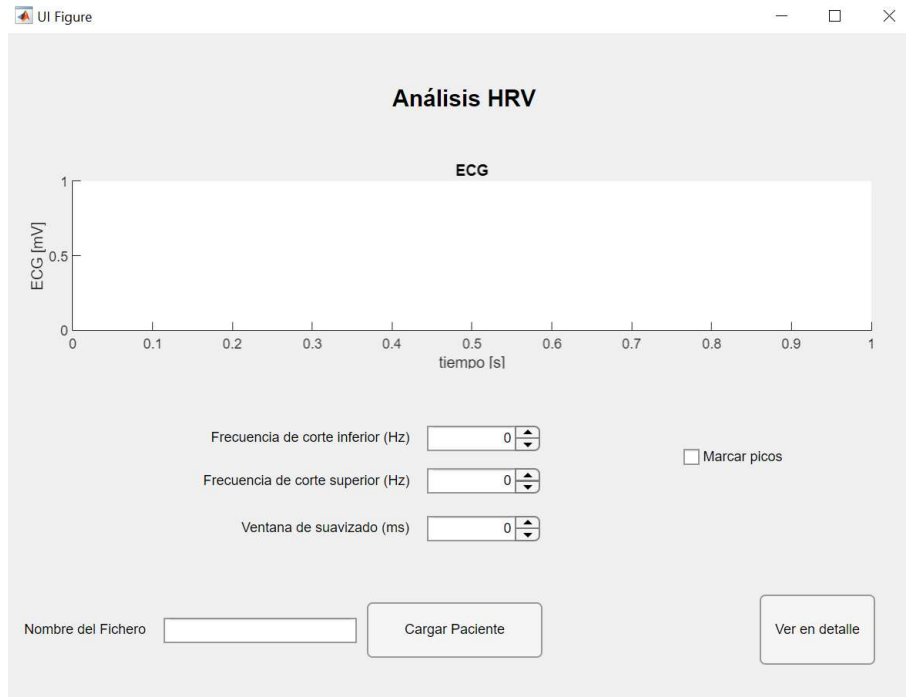 UI Figure
Análisis HRV
ECG
1
0.5
0
ECG [mV]
0 0.1 0.2 0.3 0.4 0.5 0.6 0.7 0.8 0.9 1
tiempo [s]
Frecuencia de corte inferior (Hz) 0
Marcar picos
Frecuencia de corte superior (Hz) 0
Ventana de suavizado (ms) 0
Nombre del Fichero Cargar Paciente Ver en detalle